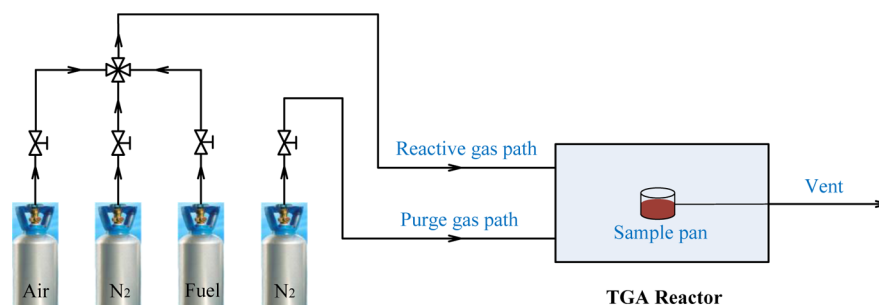 Reactive gas path
Vent
Purge gas path
Sample pan
Air
N2
Fuel
N2
TGA Reactor